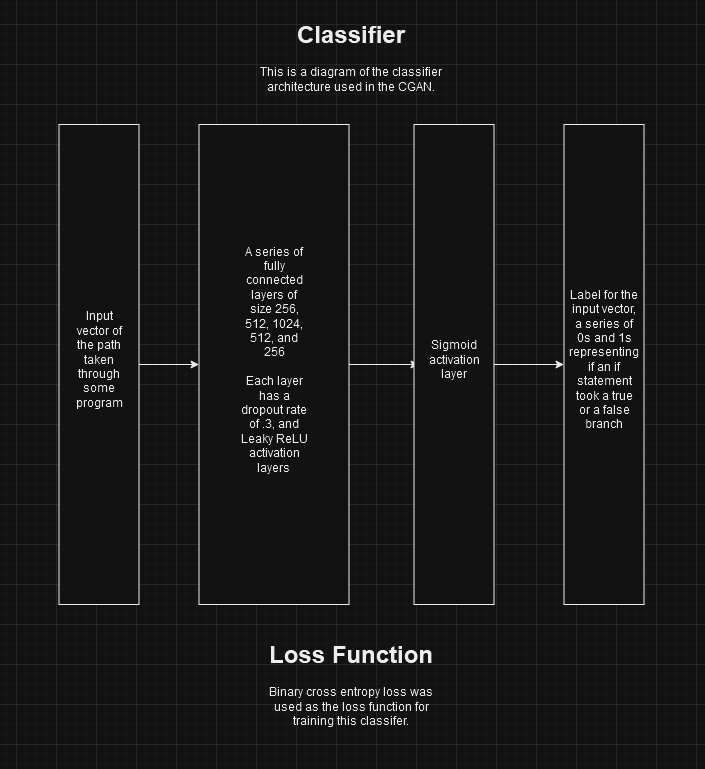 Classifier
This is a diagram of the classifier
architecture used in the CGAN.
Input
vector of
the path
taken
through
some
program
A series of
fully
connected
layers of
size 256,
512, 1024,
512, and
256
Each layer
has a
dropout rate
of .3, and
Leaky ReLU
activation
layers
Sigmoid
activation
layer
Label for the
input vector,
a series of
0s and 1s
representing
if an if
statement
took a true
or a false
branch
Loss Function
Binary cross entropy loss was
used as the loss function for
training this classifer.